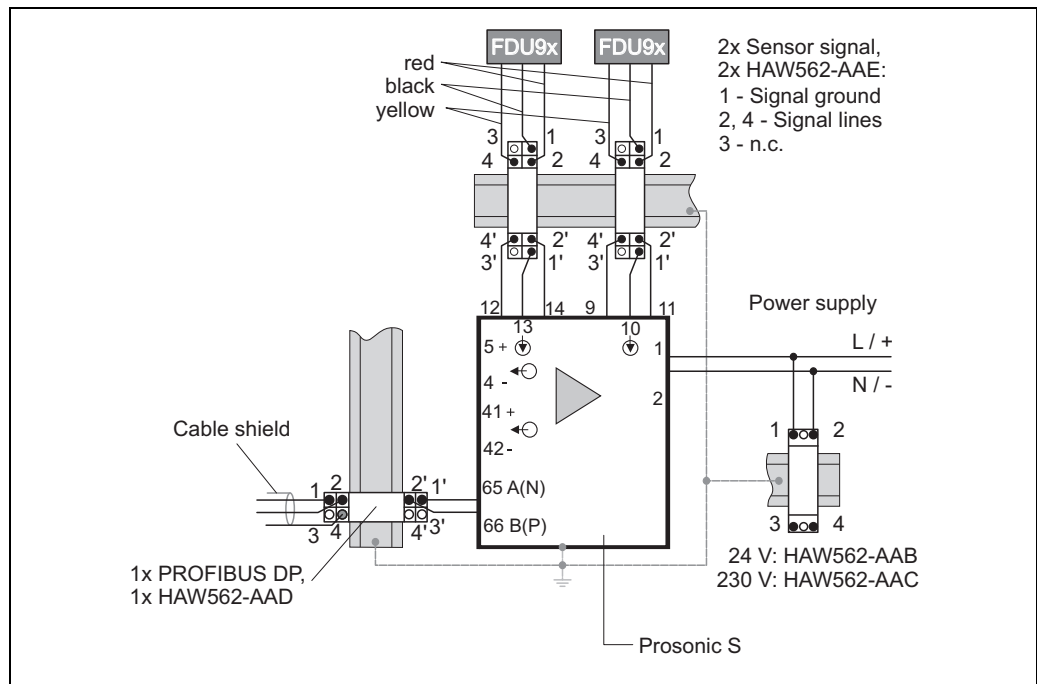 FDU9x FDU9x
red
black
yellow
2x Sensor signal,
2x HAW562-AAE:
1 - Signal ground
2, 4 - Signal lines
3 - n.c.
3 1 3 1
4 2 4 2
4' 2' 4' 2'
3' 1' 3' 1'
12 14 9 11
13 10
Power supply
5 + 1
L / +
4 - 2
N / -
41 +
42 -
Cable shield
1 2
1 2 2' 1'
65 A(N)
3 4 4' 3'
66 B(P)
3 4
24 V: HAW562-AAB
230 V: HAW562-AAC
1x PROFIBUS DP,
1x HAW562-AAD
Prosonic S